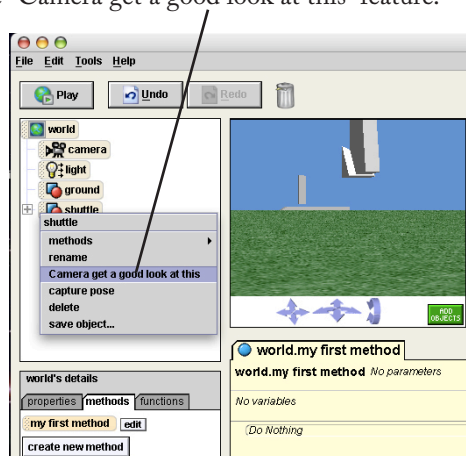 "Camera get a good look at this" feature.
File Edit Tools Help
Play Undo Redo
world
camera
light
ground
shuttle
shuttle
methods
rename
Camera get a good look at this
capture pose
delete
save object...
ADD
OBJECTS
world.my first method
world.my first method No parameters
No variables
(Do Nothing
world's details
properties methods functions
my first method edit
create new method